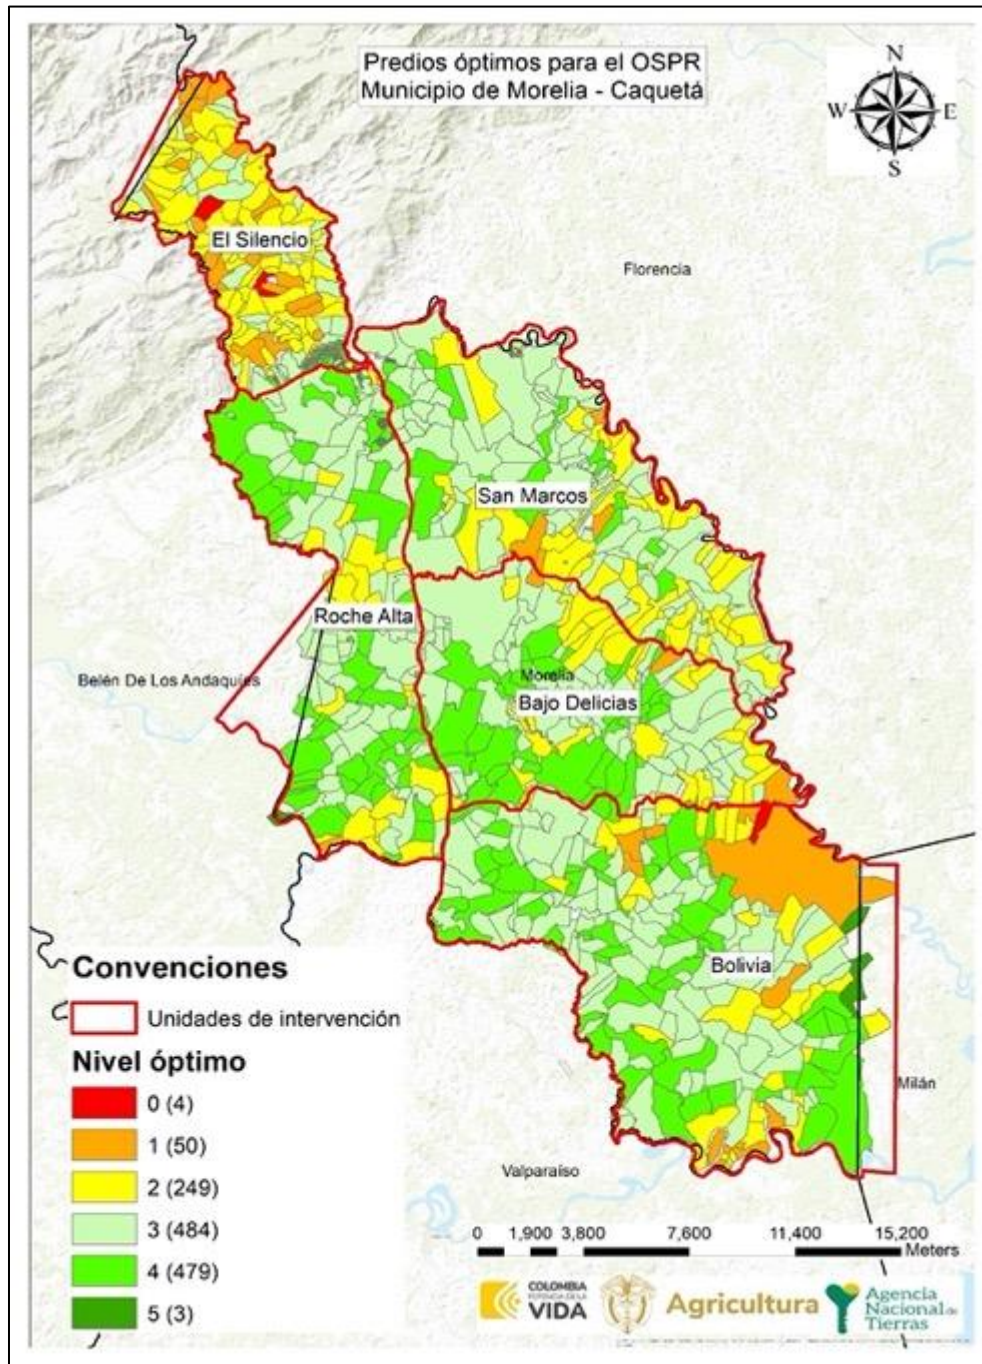 Predios óptimos para el OSPR
Municipio de Morelia - Caquetá
N
W
E
S
El Silencio
Florencia
San Marcos
Roche Alta
Belén De Los Andaquíes
Morelia
Bajo Delicias
Bolivia
Milán
Valparaíso
Convenciones
Unidades de intervención
Nivel óptimo
0 (4)
1 (50)
2 (249)
3 (484)
4 (479)
5 (3)
0 1,900 3,800 7,600 11,400 15,200
Meters
COLOMBIA
POTENCIA DE LA
VIDA
Agricultura
Agencia
Nacional de
Tierras